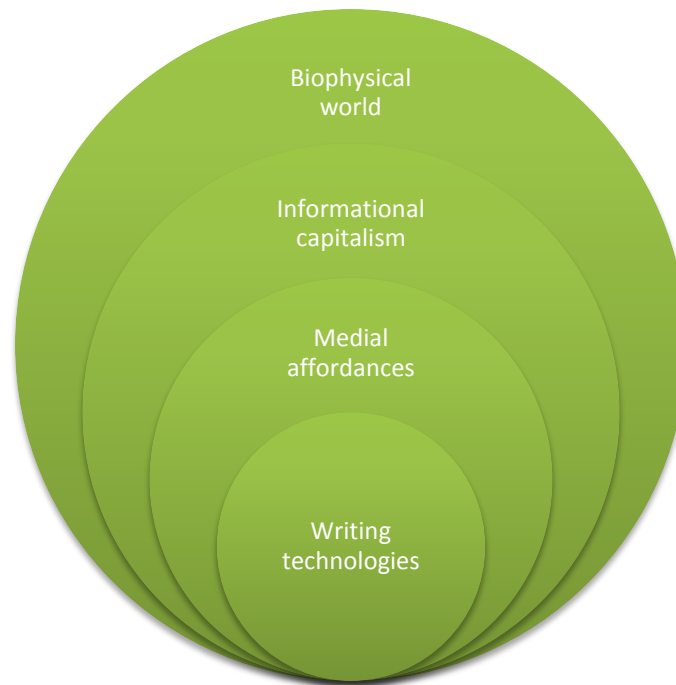 Biophysical
world
Informational
capitalism
Medial
affordances
Writing
technologies